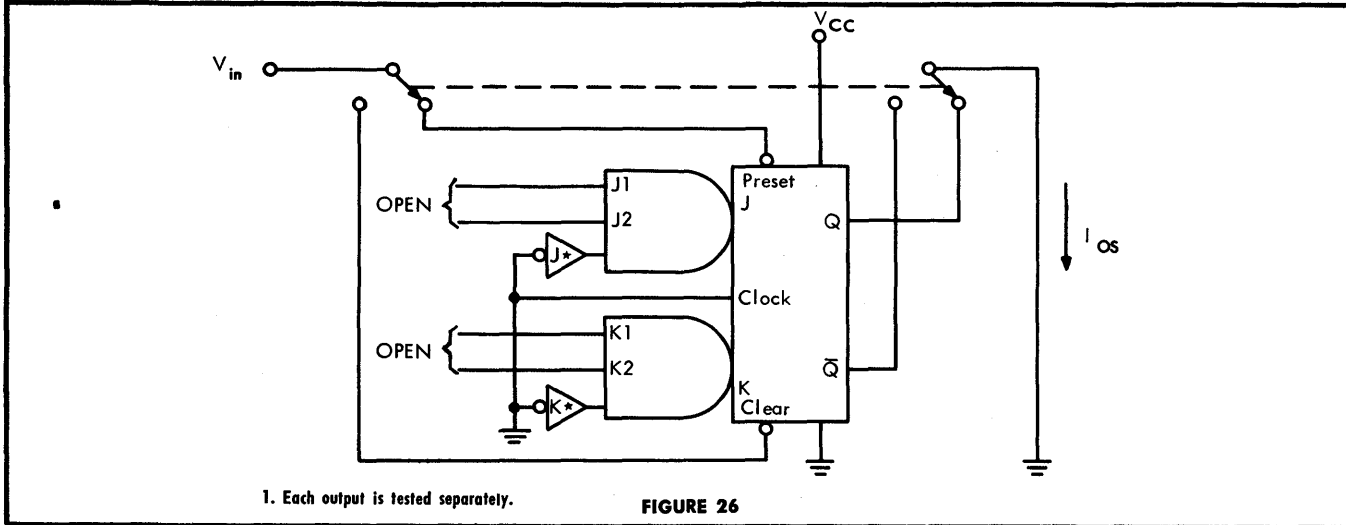 V_CC
V_in
OPEN
J1
J2
J*
Preset
J
Q
I_OS
Clock
OPEN
K1
K2
K*
K
Clear
Q̅
1. Each output is tested separately.
FIGURE 26